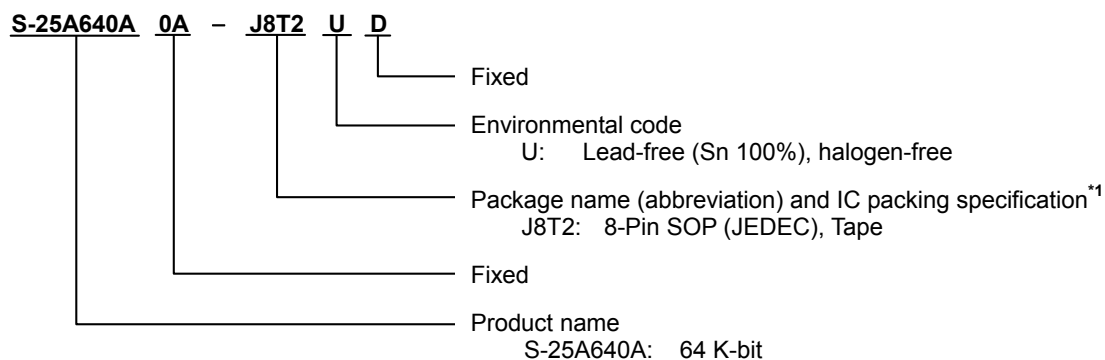 S-25A640A 0A – J8T2 U D
Fixed
Environmental code
U: Lead-free (Sn 100%), halogen-free
Package name (abbreviation) and IC packing specification*1
J8T2: 8-Pin SOP (JEDEC), Tape
Fixed
Product name
S-25A640A: 64 K-bit